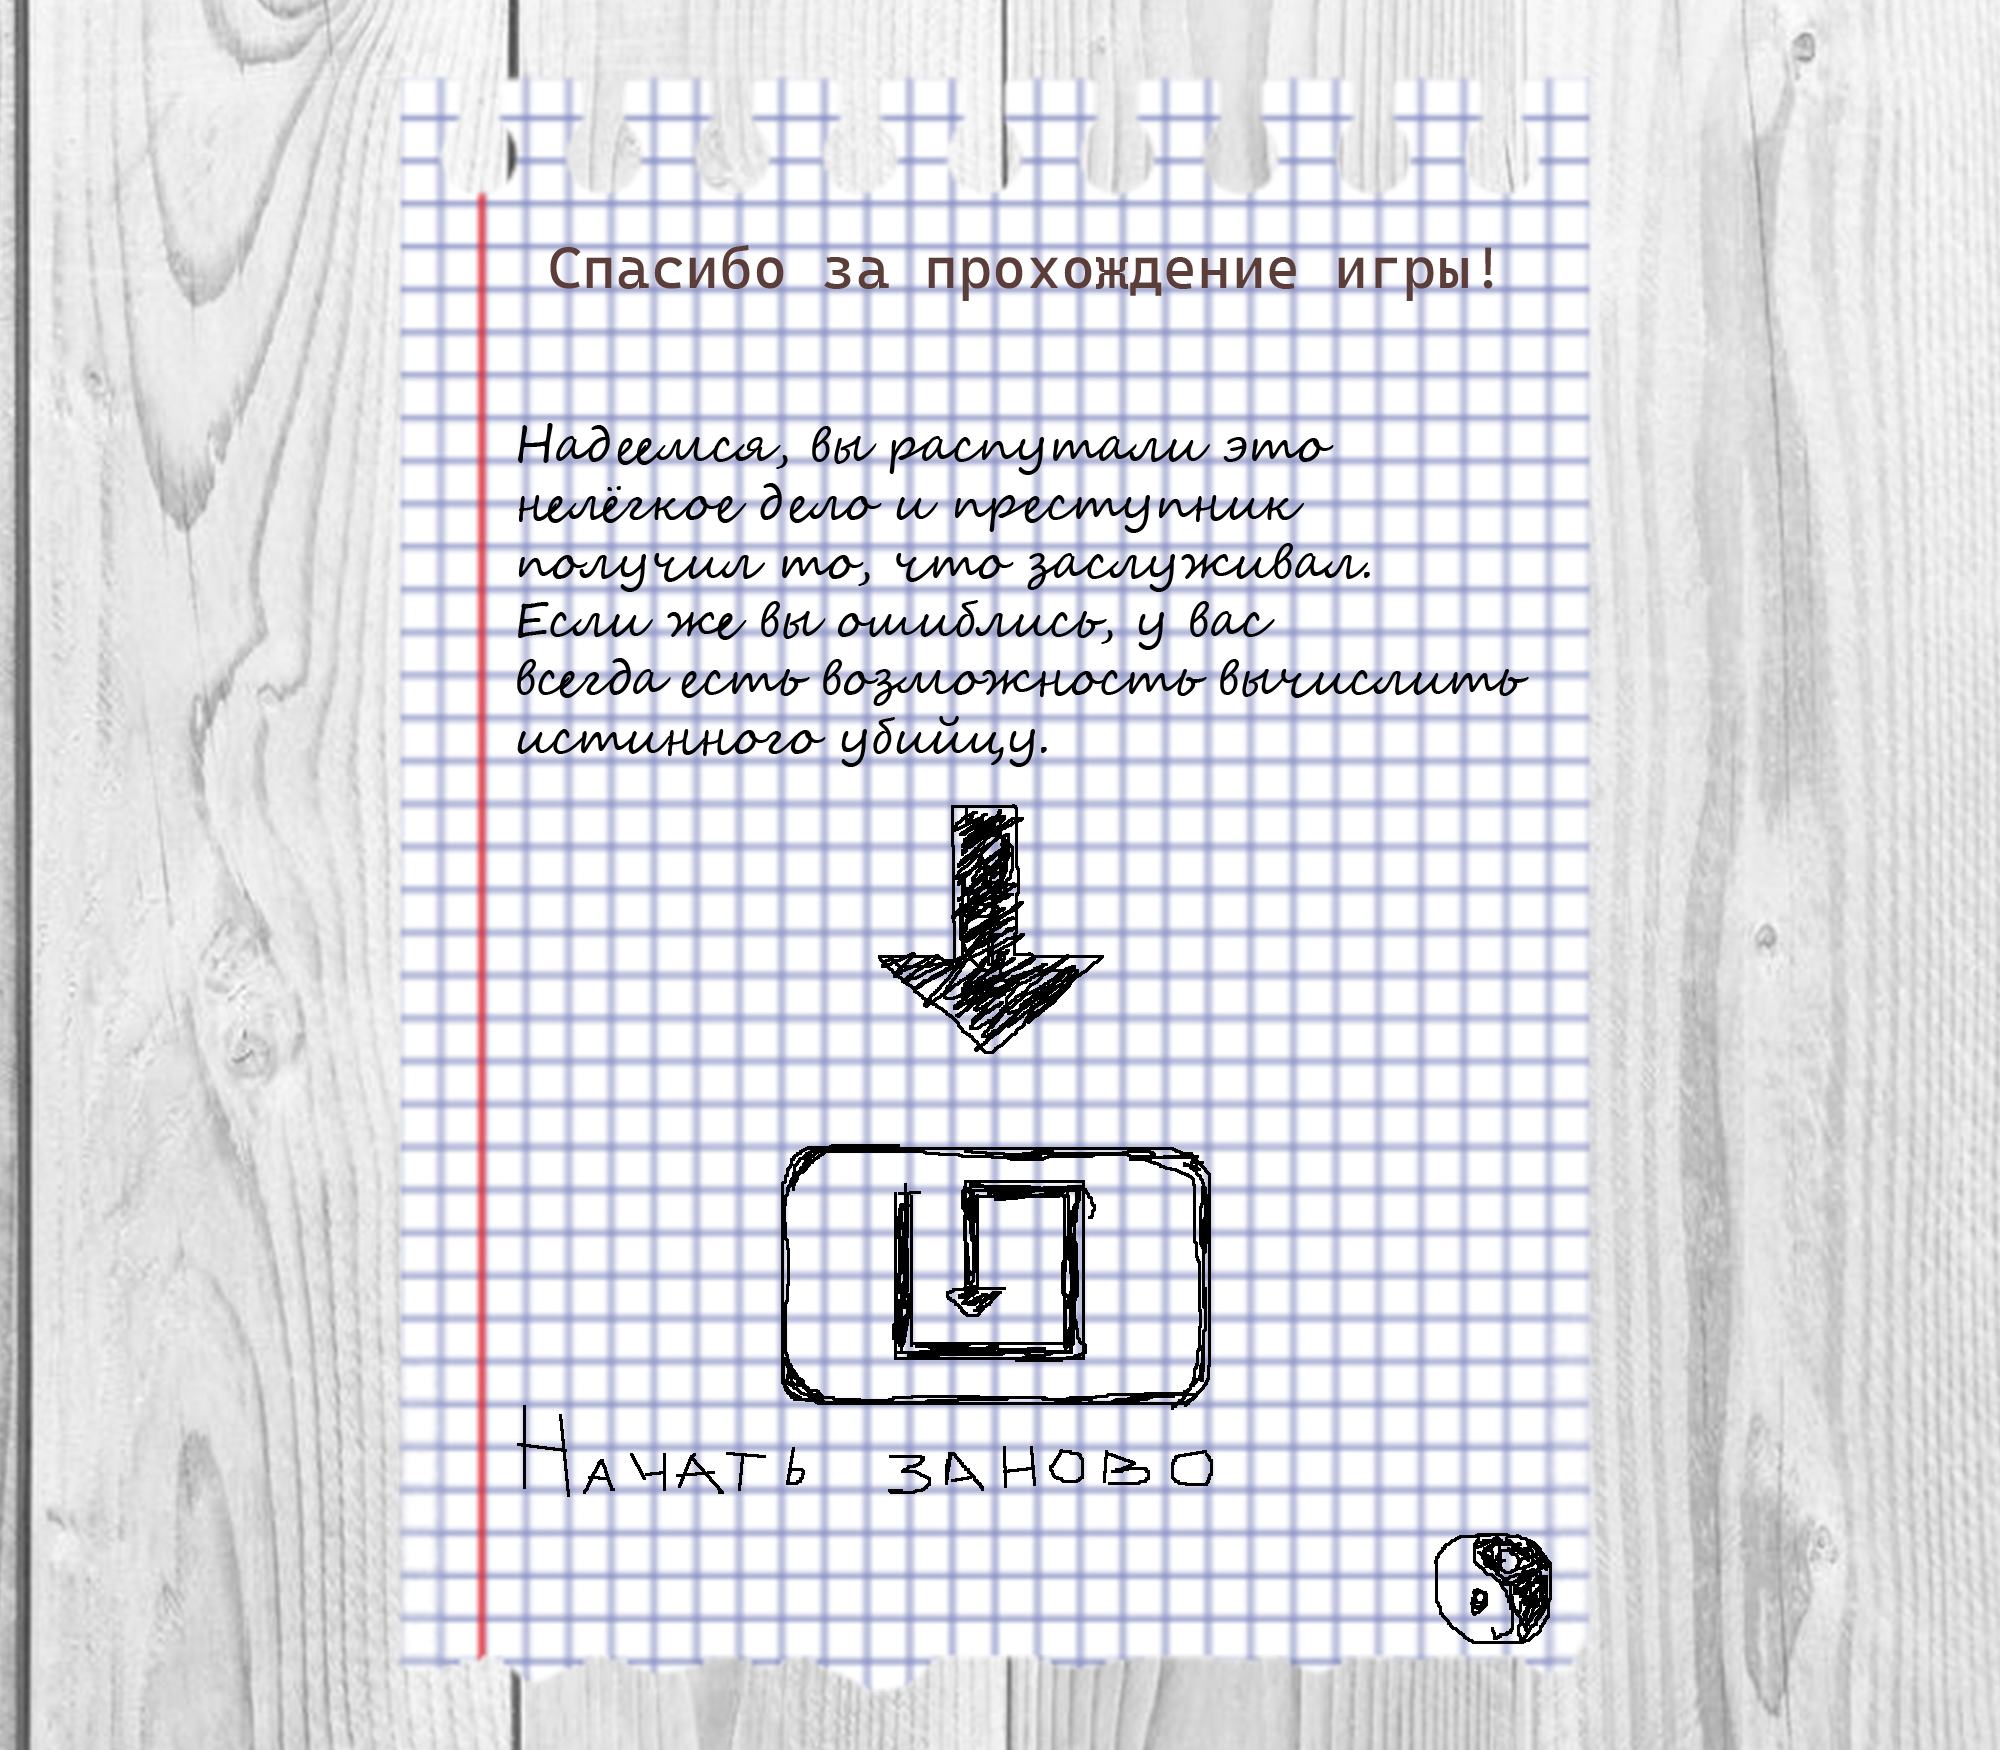 Спасибо за прохождение игры!
Надеемся, вы распутали это
нелёгкое дело и преступник
получил то, что заслуживал.
Если же вы ошиблись, у вас
всегда есть возможность вычислить
истинного убийцу.
Начать заново